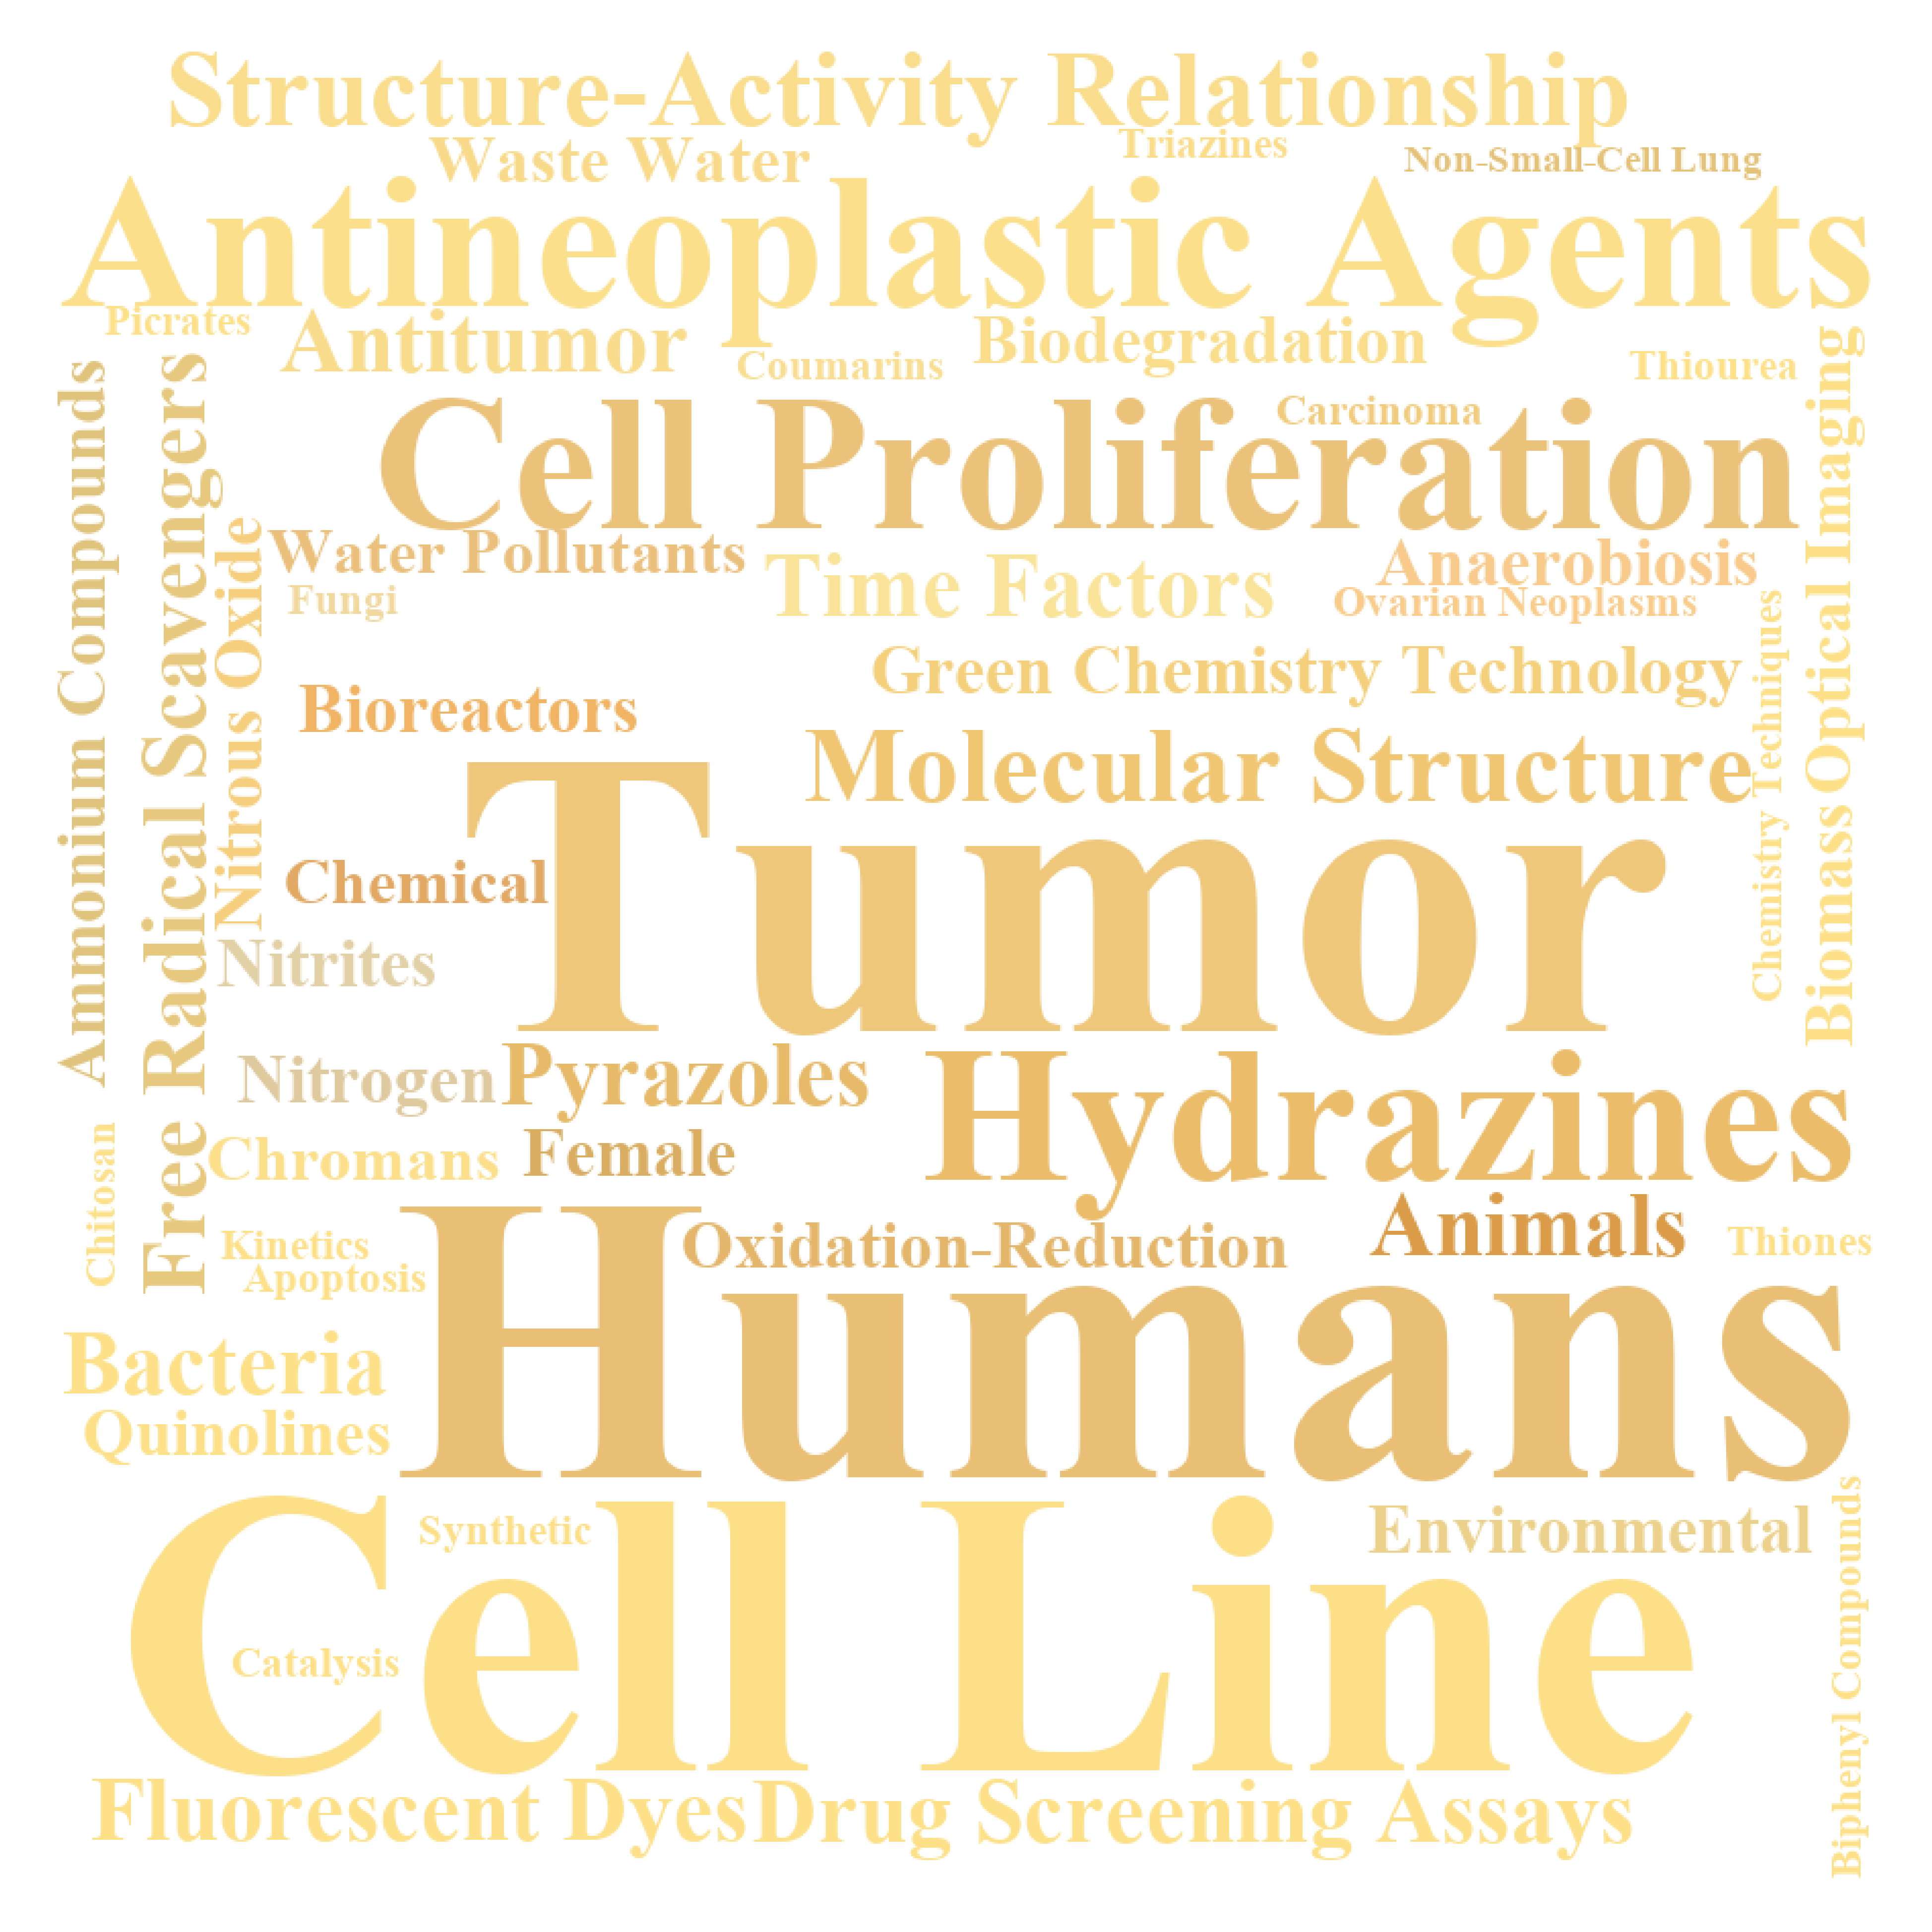 Structure-Activity Relationship
Waste Water
Triazines
Non-Small-Cell Lung
Antineoplastic Agents
Picrates
Antitumor
Coumarins
Biodegradation
Thiourea
Ammonium Compounds
Free Radical Scavengers
Nitrous Oxide
Cell Proliferation
Carcinoma
Water Pollutants
Fungi
Time Factors
Anaerobiosis
Ovarian Neoplasms
Optical Imaging
Chemistry Techniques
Biomass
Green Chemistry Technology
Bioreactors
Molecular Structure
Tumor
Chemical
Nitrites
Nitrogen
Pyrazoles
Hydrazines
Chromans
Female
Chitosan
Kinetics
Apoptosis
Oxidation-Reduction
Animals
Thiones
Humans
Bacteria
Quinolines
Cell Line
Synthetic
Environmental
Catalysis
Biphenyl Compounds
Fluorescent Dyes
Drug Screening Assays